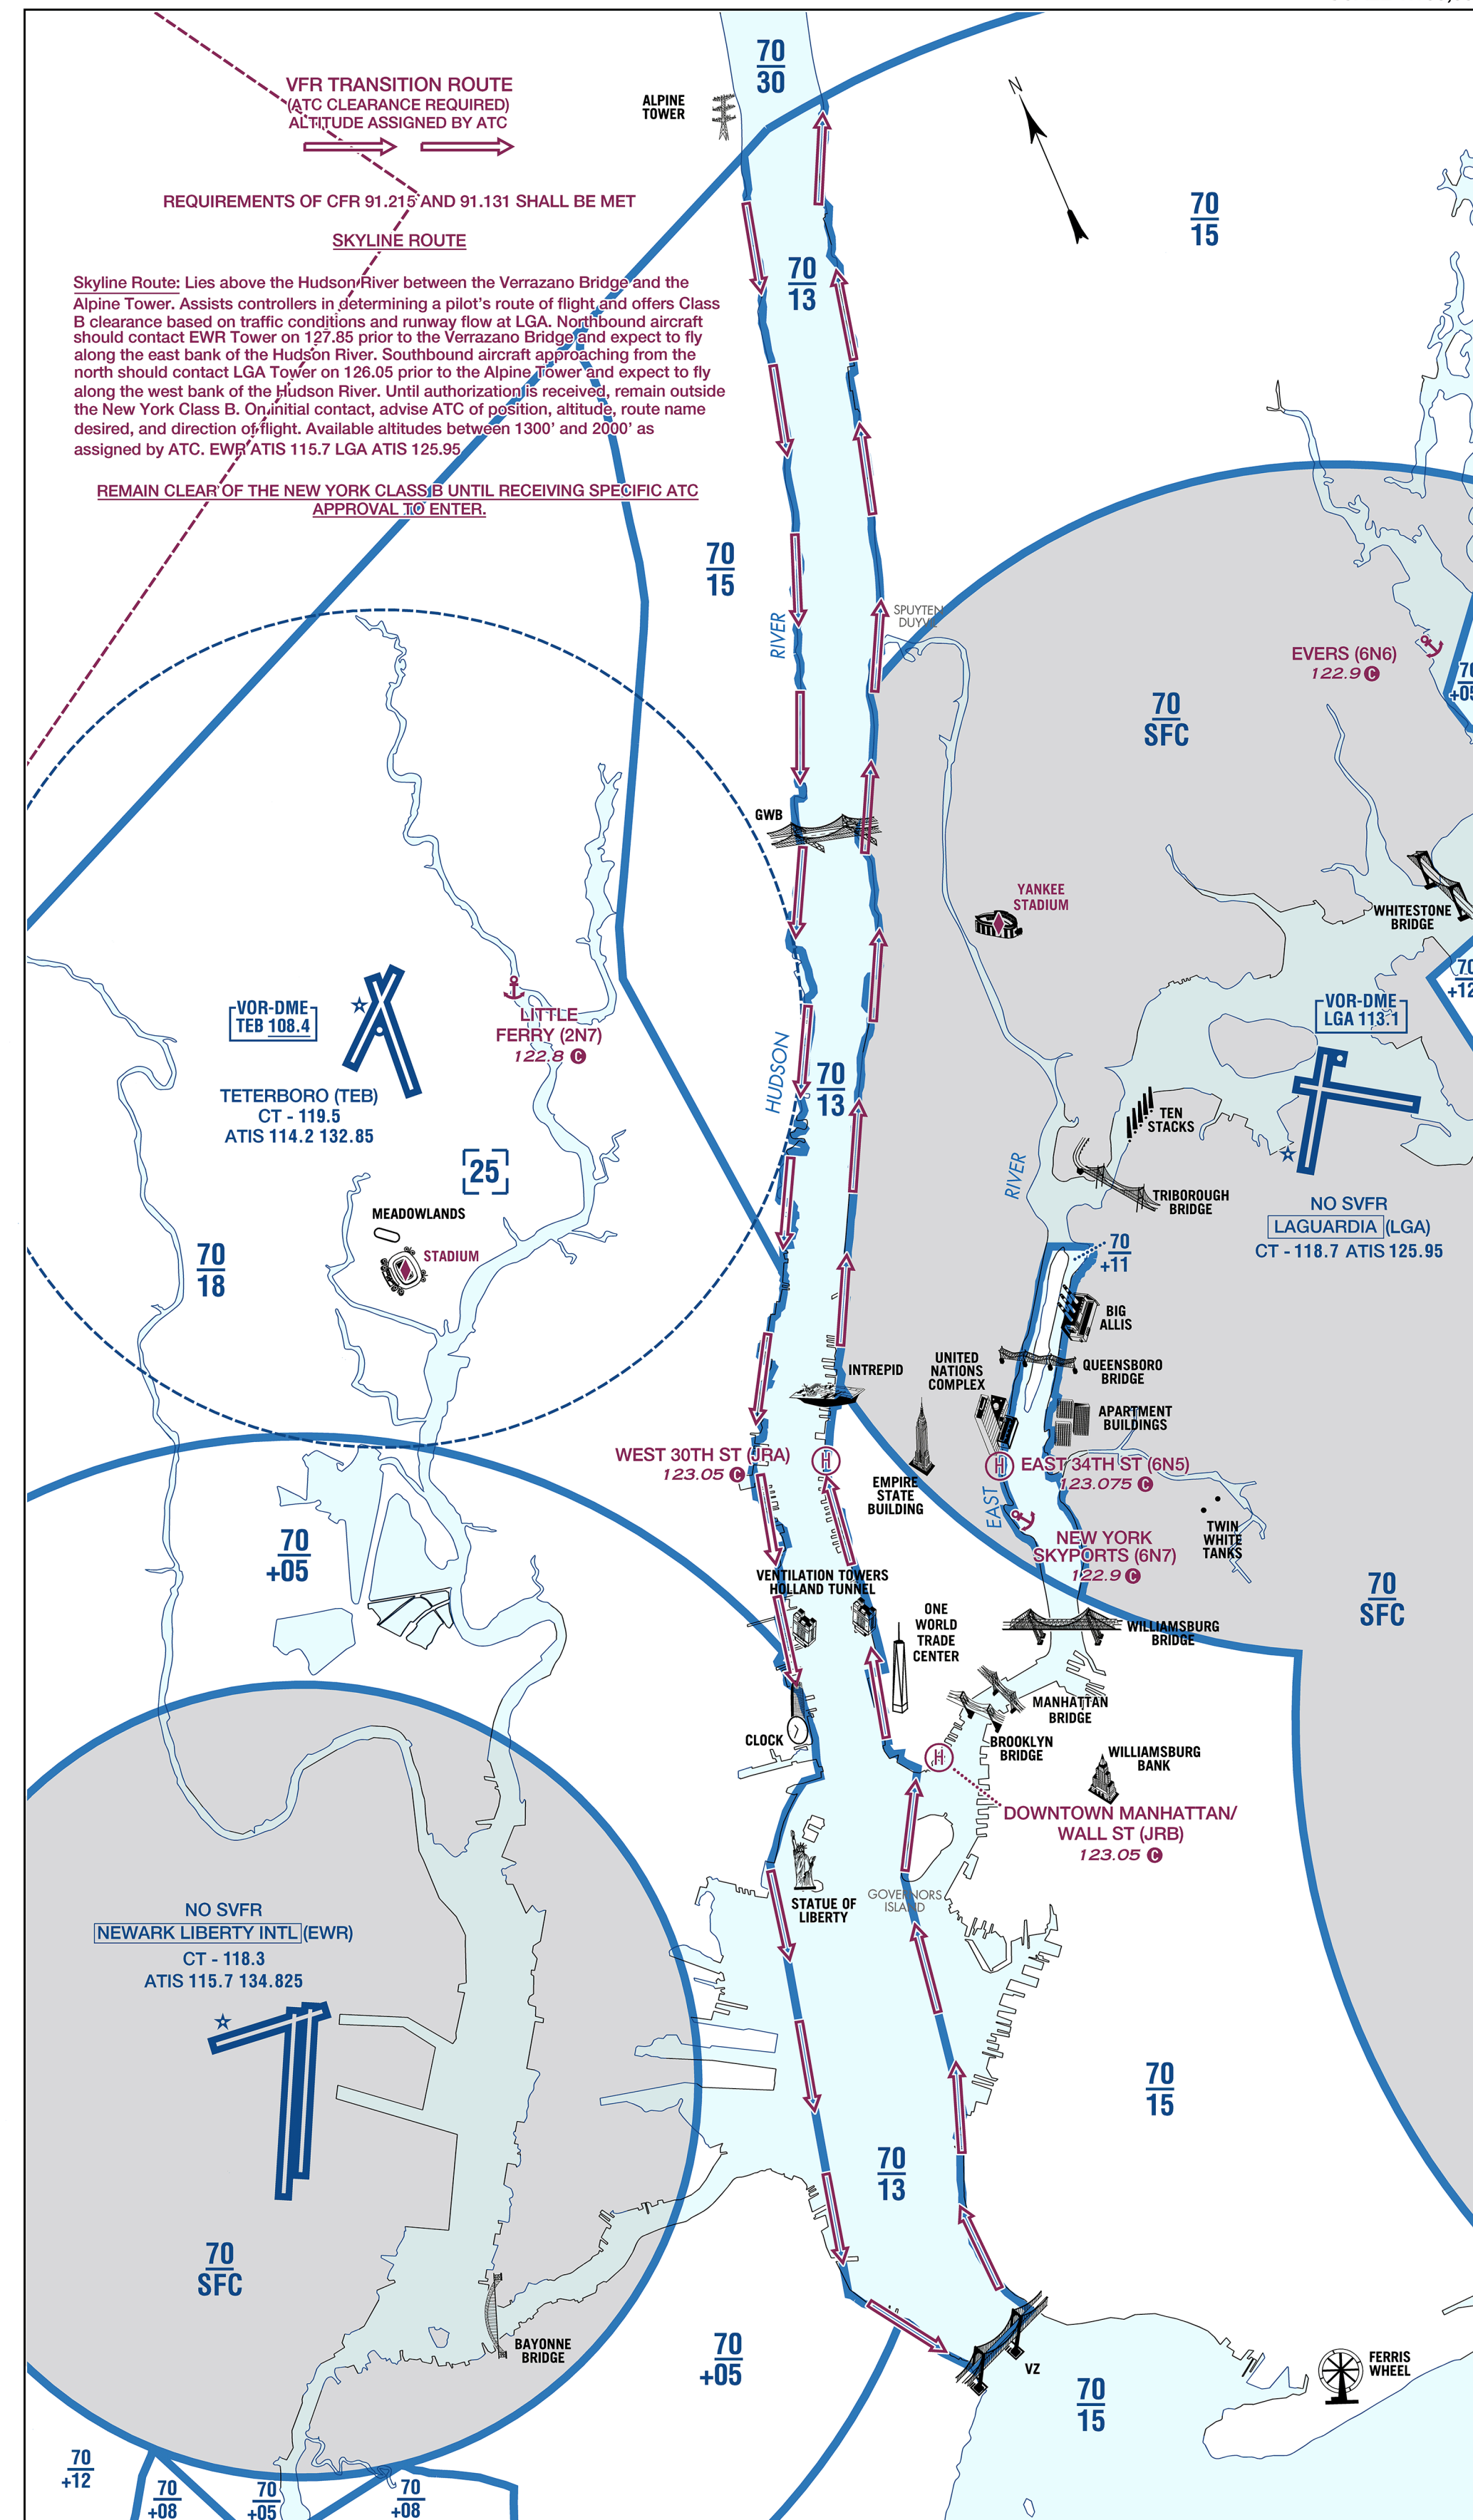 70
30
ALPINE
TOWER
N
VFR TRANSITION ROUTE
(ATC CLEARANCE REQUIRED)
ALTITUDE ASSIGNED BY ATC
REQUIREMENTS OF CFR 91.215 AND 91.131 SHALL BE MET
SKYLINE ROUTE
Skyline Route: Lies above the Hudson River between the Verrazano Bridge and the
Alpine Tower. Assists controllers in determining a pilot's route of flight and offers Class
B clearance based on traffic conditions and runway flow at LGA. Northbound aircraft
should contact EWR Tower on 127.85 prior to the Verrazano Bridge and expect to fly
along the east bank of the Hudson River. Southbound aircraft approaching from the
north should contact LGA Tower on 126.05 prior to the Alpine Tower and expect to fly
along the west bank of the Hudson River. Until authorization is received, remain outside
the New York Class B. On initial contact, advise ATC of position, altitude, route name
desired, and direction of flight. Available altitudes between 1300' and 2000' as
assigned by ATC. EWR ATIS 115.7 LGA ATIS 125.95
REMAIN CLEAR OF THE NEW YORK CLASS B UNTIL RECEIVING SPECIFIC ATC
APPROVAL TO ENTER.
70
15
70
13
70
15
RIVER
SPUYTEN
EVERS (6N6)
122.9 C
70
SFC
GWB
YANKEE
STADIUM
WHITESTONE
BRIDGE
VOR-DME
TEB 108.4
LITTLE
FERRY (2N7)
122.8 C
VOR-DME
LGA 113.1
TETERBORO (TEB)
CT - 119.5
ATIS 114.2 132.85
25
HUDSON
70
13
TEN
STACKS
RIVER
TRIBOROUGH
BRIDGE
NO SVFR
LAGUARDIA (LGA)
CT - 118.7 ATIS 125.95
MEADOWLANDS
STADIUM
70
18
70
+11
BIG
ALLIS
INTREPID
UNITED
NATIONS
COMPLEX
QUEENSBORO
BRIDGE
APARTMENT
BUILDINGS
WEST 30TH ST (JRA)
123.05 C
H
EMPIRE
STATE
BUILDING
H
EAST 34TH ST (6N5)
123.075 C
EAST
TWIN
WHITE
TANKS
NEW YORK
SKYPORTS (6N7)
122.9 C
70
+05
VENTILATION TOWERS
HOLLAND TUNNEL
ONE
WORLD
TRADE
CENTER
WILLIAMSBURG
BRIDGE
70
SFC
MANHATTAN
BRIDGE
CLOCK
BROOKLYN
BRIDGE
WILLIAMSBURG
BANK
H
DOWNTOWN MANHATTAN/
WALL ST (JRB)
123.05 C
STATUE OF
LIBERTY
GOVERNORS
ISLAND
NO SVFR
NEWARK LIBERTY INTL (EWR)
CT - 118.3
ATIS 115.7 134.825
70
15
70
13
70
SFC
BAYONNE
BRIDGE
70
+05
VZ
70
15
FERRIS
WHEEL
70
+12
70
+08
70
+05
70
+08